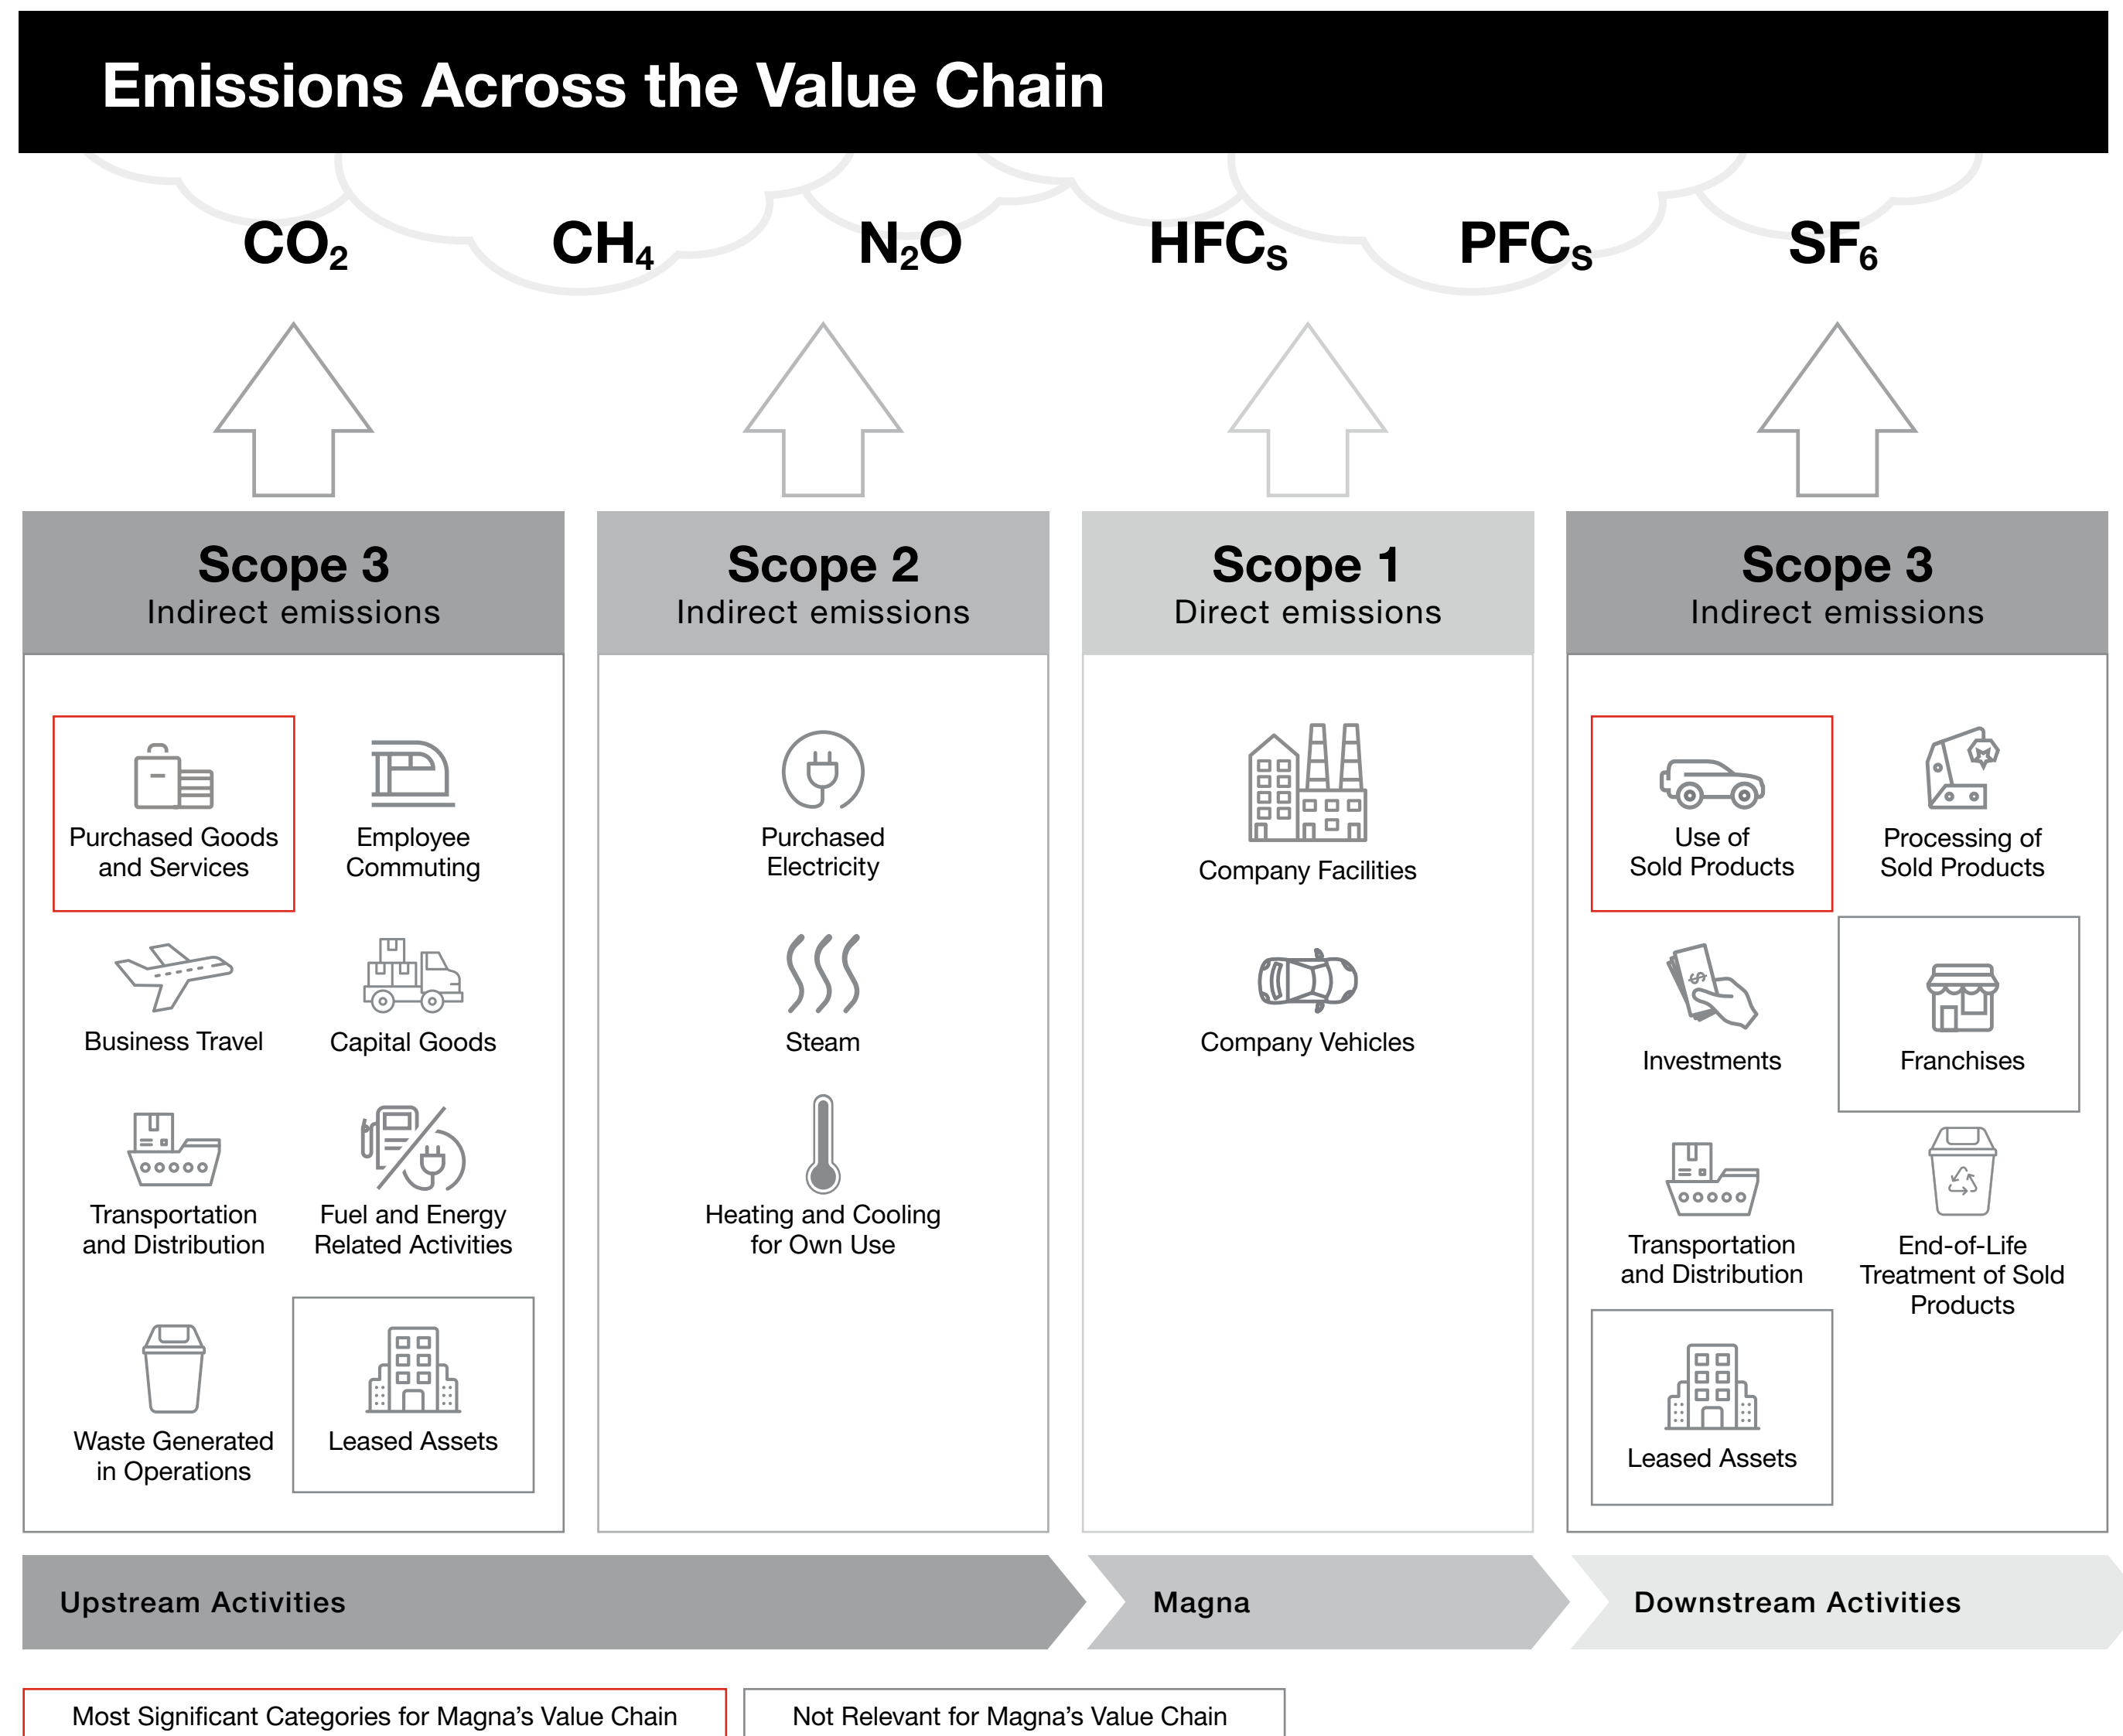 Emissions Across the Value Chain
CO₂ CH₄ N₂O HFCs PFCs SF₆
Scope 3
Indirect emissions
Purchased Goods
and Services
Employee
Commuting
Business Travel
Capital Goods
Transportation
and Distribution
Fuel and Energy
Related Activities
Waste Generated
in Operations
Leased Assets
Scope 2
Indirect emissions
Purchased
Electricity
Steam
Heating and Cooling
for Own Use
Scope 1
Direct emissions
Company Facilities
Company Vehicles
Scope 3
Indirect emissions
Use of
Sold Products
Processing of
Sold Products
$
Investments
Franchises
Transportation
and Distribution
End-of-Life
Treatment of Sold
Products
Leased Assets
Upstream Activities
Magna
Downstream Activities
Most Significant Categories for Magna’s Value Chain
Not Relevant for Magna’s Value Chain